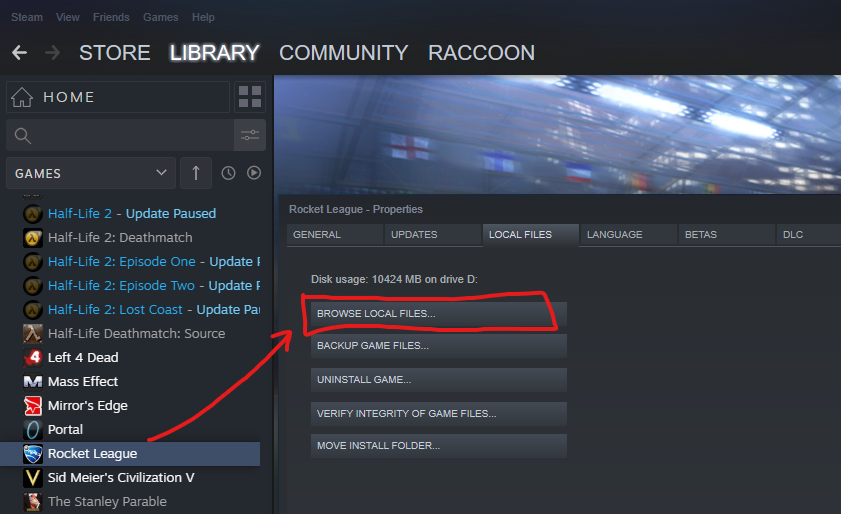 Steam View Friends Games Help
STORE LIBRARY COMMUNITY RACCOON
HOME
GAMES
Half-Life 2 - Update Paused
Half-Life 2: Deathmatch
Half-Life 2: Episode One - Update P
Half-Life 2: Episode Two - Update P
Half-Life 2: Lost Coast - Update Pau
Half-Life Deathmatch: Source
Left 4 Dead
Mass Effect
Mirror's Edge
Portal
Rocket League
Sid Meier's Civilization V
The Stanley Parable
Rocket League - Properties
GENERAL UPDATES LOCAL FILES LANGUAGE BETAS DLC
Disk usage: 10424 MB on drive D:
BROWSE LOCAL FILES...
BACKUP GAME FILES...
UNINSTALL GAME...
VERIFY INTEGRITY OF GAME FILES...
MOVE INSTALL FOLDER...